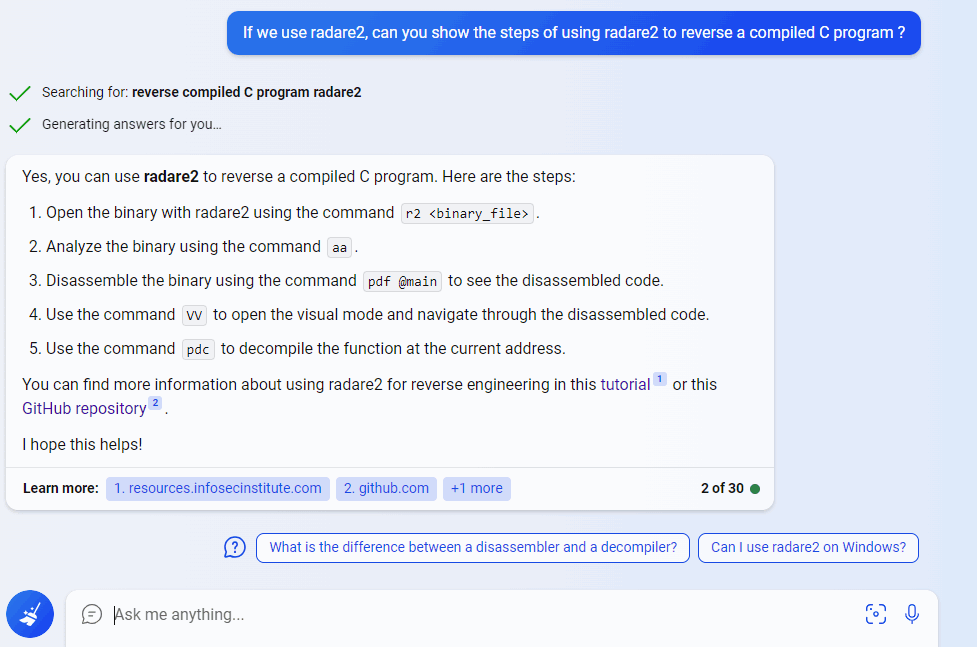 If we use radare2, can you show the steps of using radare2 to reverse a compiled C program ?
Searching for: reverse compiled C program radare2
Generating answers for you...
Yes, you can use radare2 to reverse a compiled C program. Here are the steps:
1. Open the binary with radare2 using the command r2 <binary_file>.
2. Analyze the binary using the command aa.
3. Disassemble the binary using the command pdf @main to see the disassembled code.
4. Use the command VV to open the visual mode and navigate through the disassembled code.
5. Use the command pdc to decompile the function at the current address.
You can find more information about using radare2 for reverse engineering in this tutorial 1 or this
GitHub repository 2.
I hope this helps!
Learn more: 1. resources.infosecinstitute.com 2. github.com +1 more 2 of 30
What is the difference between a disassembler and a decompiler? Can I use radare2 on Windows?
Ask me anything...